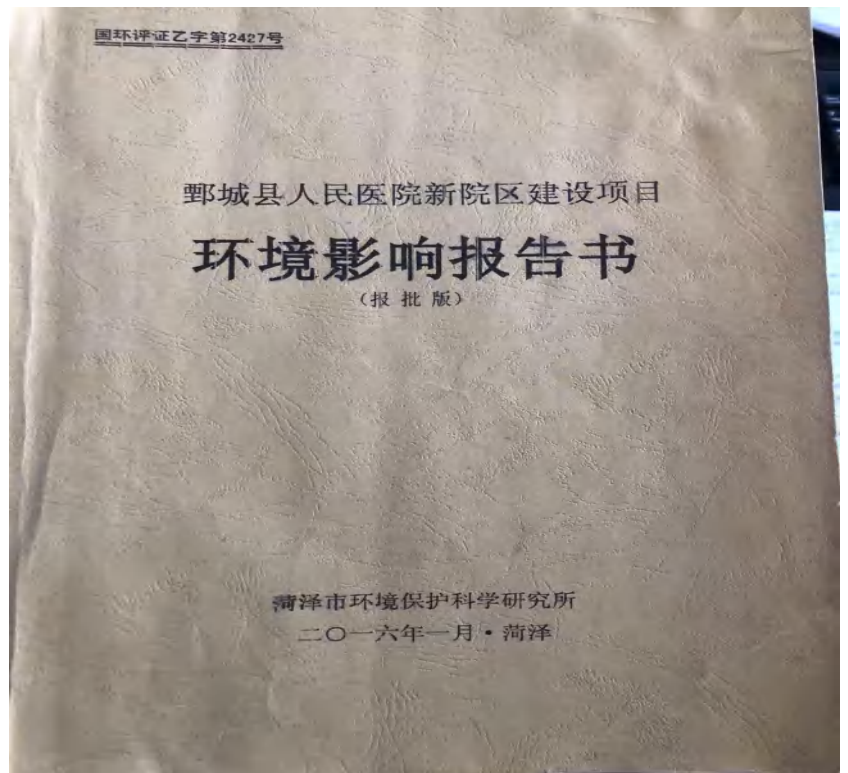 国环评证乙字第2427号
鄄城县人民医院新院区建设项目
环境影响报告书
（报批版）
菏泽市环境保护科学研究所
二〇一六年一月·菏泽